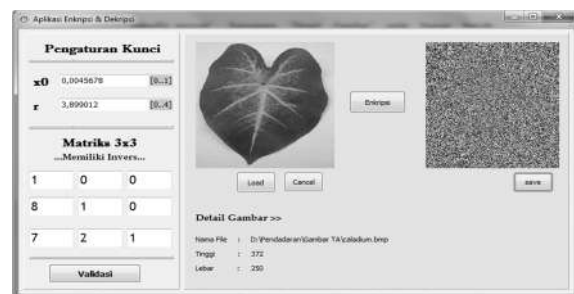 Aplikasi Enkripsi & Dekripsi
Pengaturan Kunci
x0 0,0045678 [0..1]
r 3,899012 [0..4]
Matriks 3x3
...Memiliki Invers...
1 0 0
8 1 0
7 2 1
Validasi
Enkripsi
Load Cancel
save
Detail Gambar >>
Nama File : D:\Pendadaran\Gambar TA\caladium.bmp
Tinggi : 372
Lebar : 350